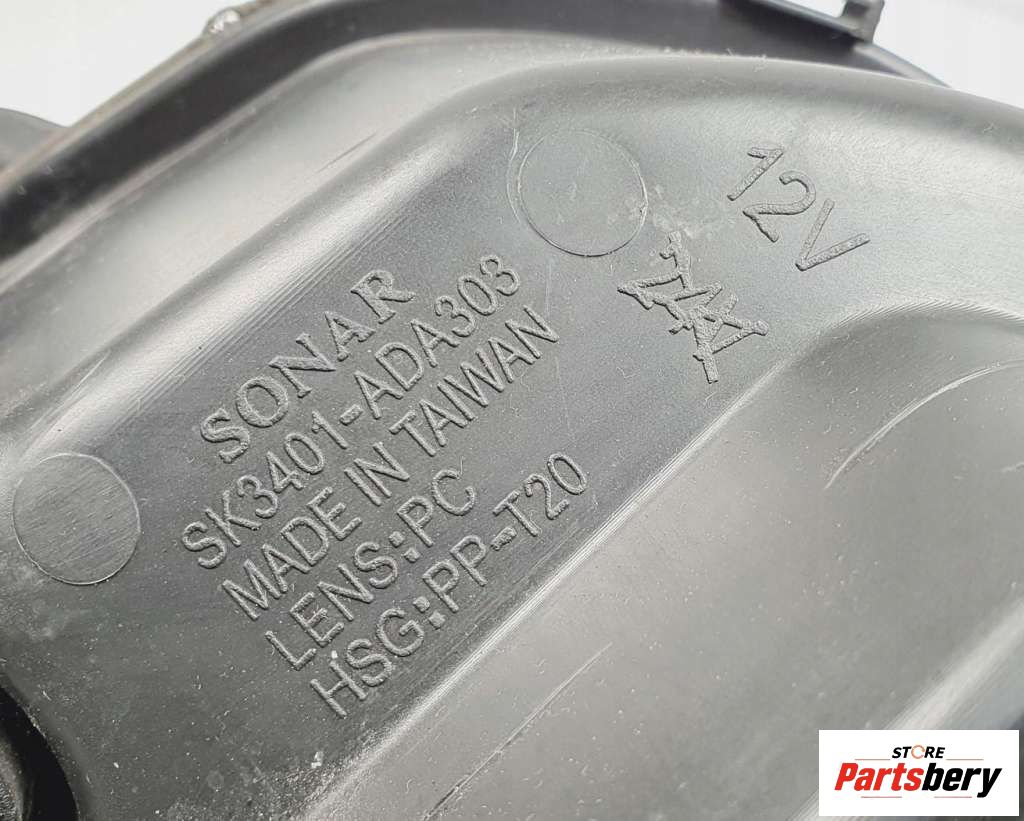 SONAR
SK3401-ADA303
MADE IN TAIWAN
LENS:PC
HSG:PP-T20
12V
STORE
Partsbery